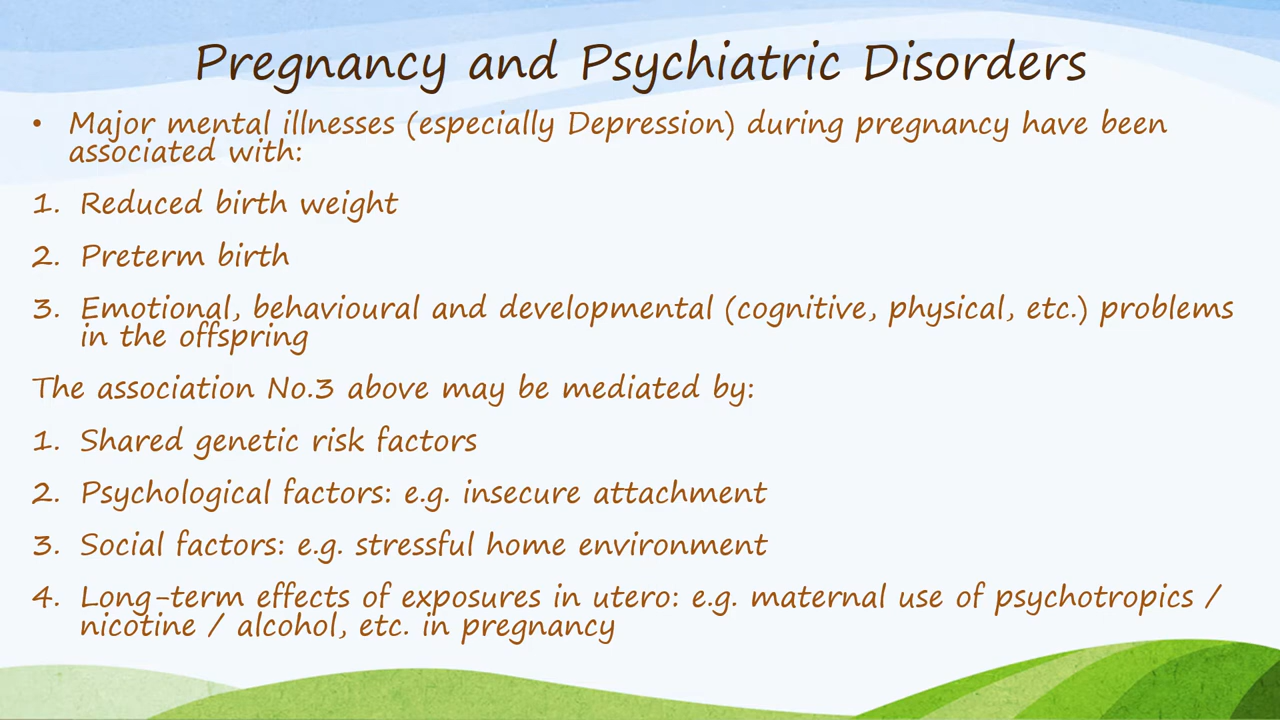 Pregnancy and Psychiatric Disorders
• Major mental illnesses (especially Depression) during pregnancy have been
associated with:
1. Reduced birth weight
2. Preterm birth
3. Emotional, behavioural and developmental (cognitive, physical, etc.) problems
in the offspring
The association No.3 above may be mediated by:
1. Shared genetic risk factors
2. Psychological factors: e.g. insecure attachment
3. Social factors: e.g. stressful home environment
4. Long-term effects of exposures in utero: e.g. maternal use of psychotropics /
nicotine / alcohol, etc. in pregnancy